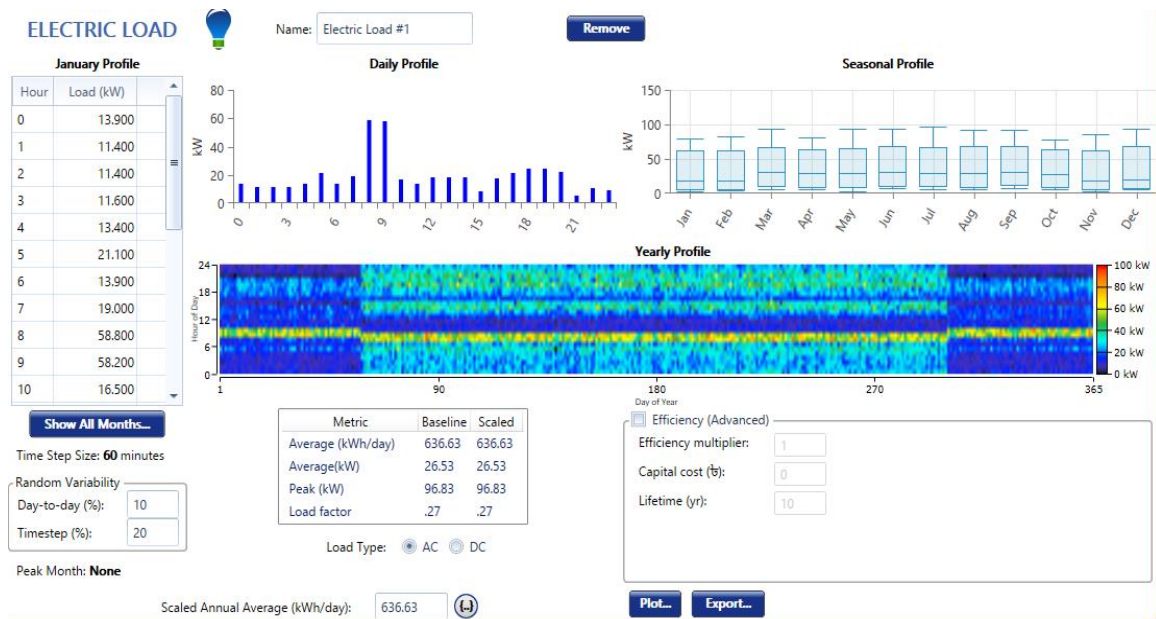 ELECTRIC LOAD
Name: Electric Load #1
Remove
January Profile
Hour Load (kW)
0 13.900
1 11.400
2 11.400
3 11.600
4 13.400
5 21.100
6 13.900
7 19.000
8 58.800
9 58.200
10 16.500
Show All Months...
Time Step Size: 60 minutes
Random Variability
Day-to-day (%): 10
Timestep (%): 20
Peak Month: None
Daily Profile
kW
80
60
40
20
0
0 3 6 9 12 15 18 21
Seasonal Profile
kW
150
100
50
0
Jan Feb Mar Apr May Jun Jul Aug Sep Oct Nov Dec
Yearly Profile
Hour of Day
24
18
12
6
0
1 90 180 270 365
Day of Year
100 kW
80 kW
60 kW
40 kW
20 kW
0 kW
Metric Baseline Scaled
Average (kWh/day) 636.63 636.63
Average(kW) 26.53 26.53
Peak (kW) 96.83 96.83
Load factor .27 .27
Load Type: AC DC
Scaled Annual Average (kWh/day): 636.63 {..}
Efficiency (Advanced)
Efficiency multiplier: 1
Capital cost (৳): 0
Lifetime (yr): 10
Plot... Export...